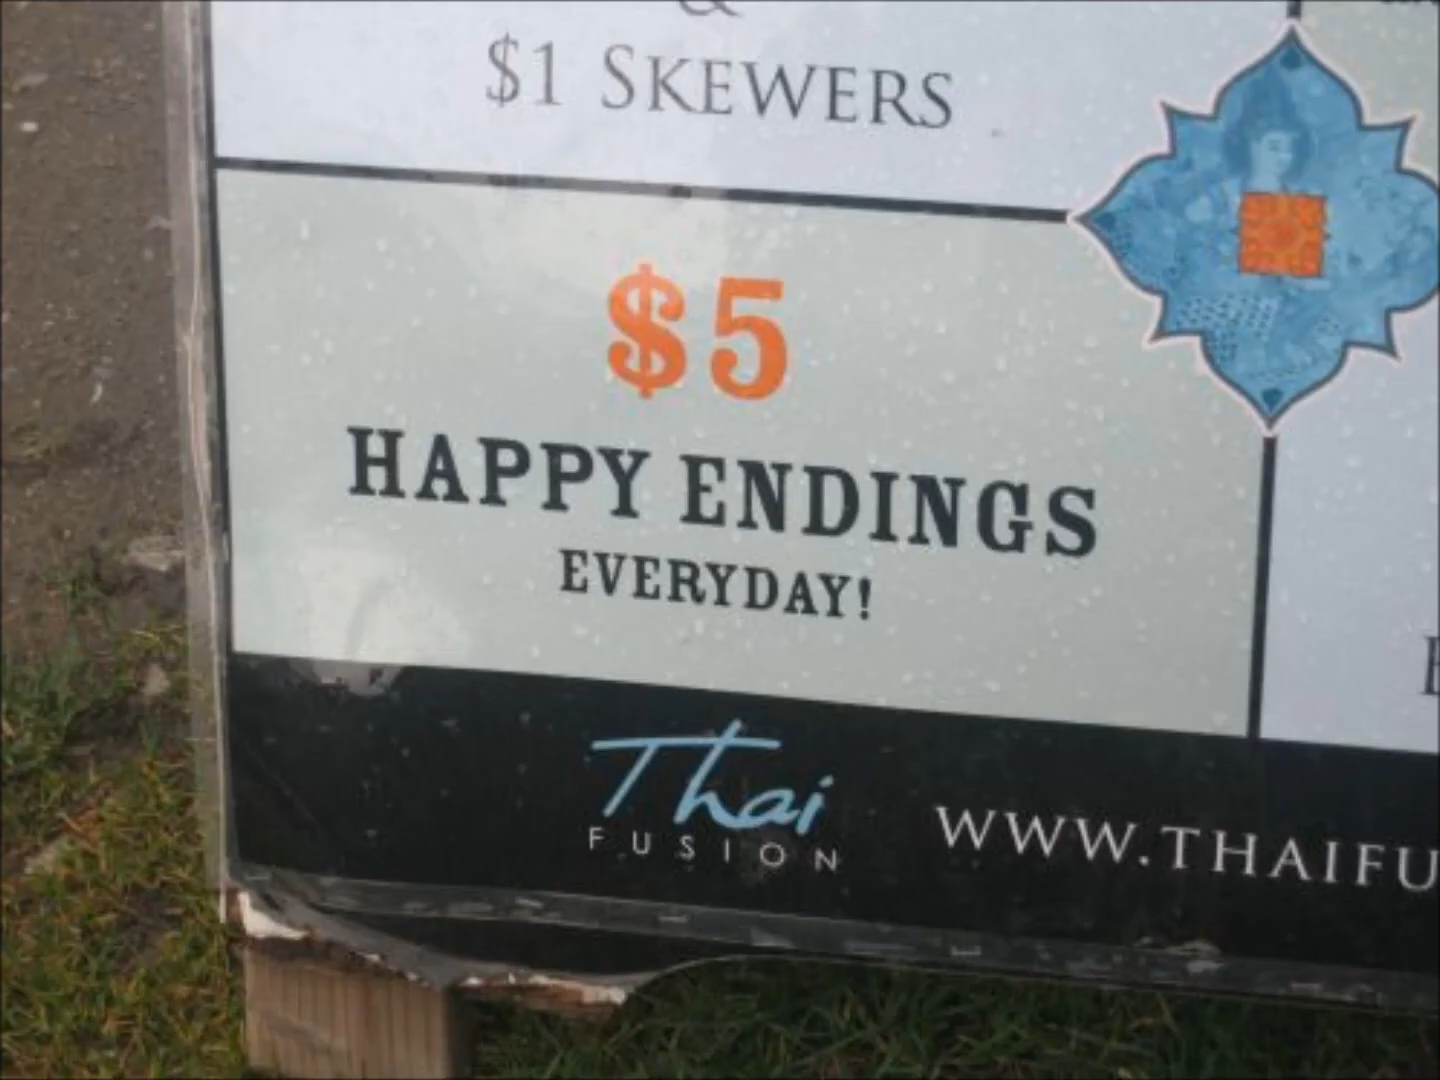 &
$1 SKEWERS
$5
HAPPY ENDINGS
EVERYDAY!
Thai
FUSION
WWW.THAIFU